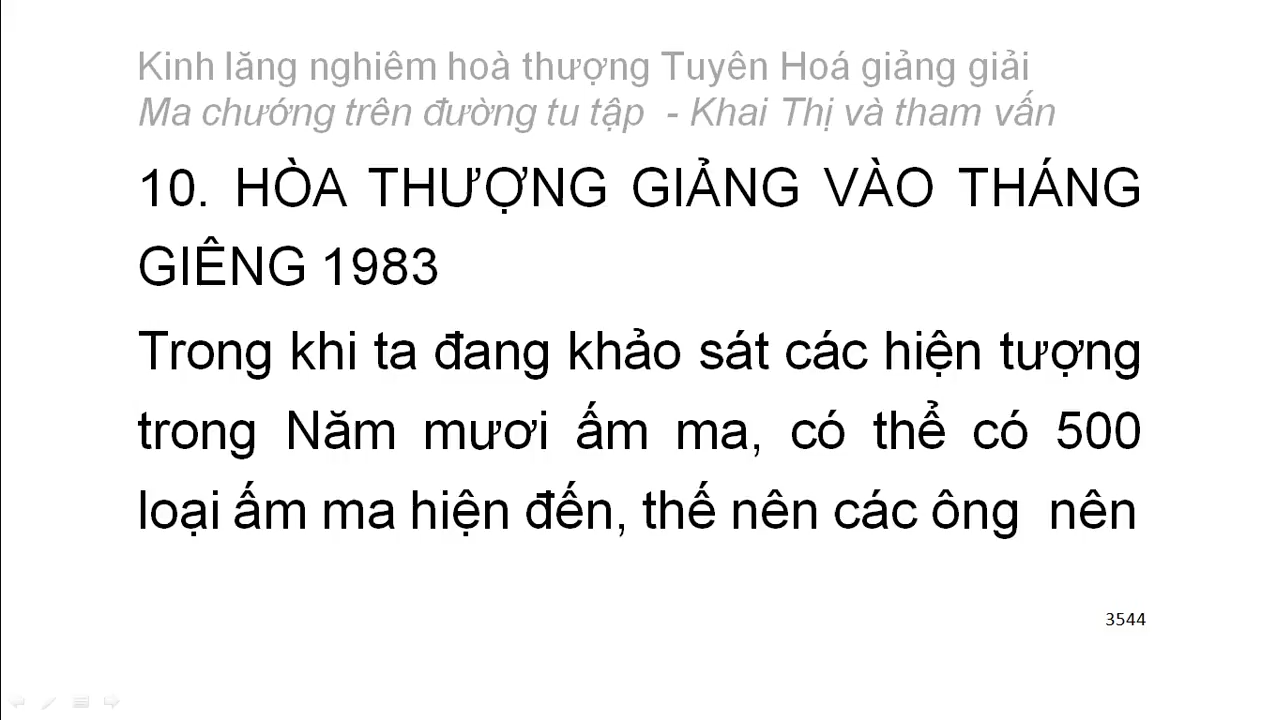 Kinh lăng nghiêm hoà thượng Tuyên Hoá giảng giải
Ma chướng trên đường tu tập - Khai Thị và tham vấn
10. HÒA THƯỢNG GIẢNG VÀO THÁNG
GIÊNG 1983
Trong khi ta đang khảo sát các hiện tượng
trong Năm mươi ấm ma, có thể có 500
loại ấm ma hiện đến, thế nên các ông nên
3544